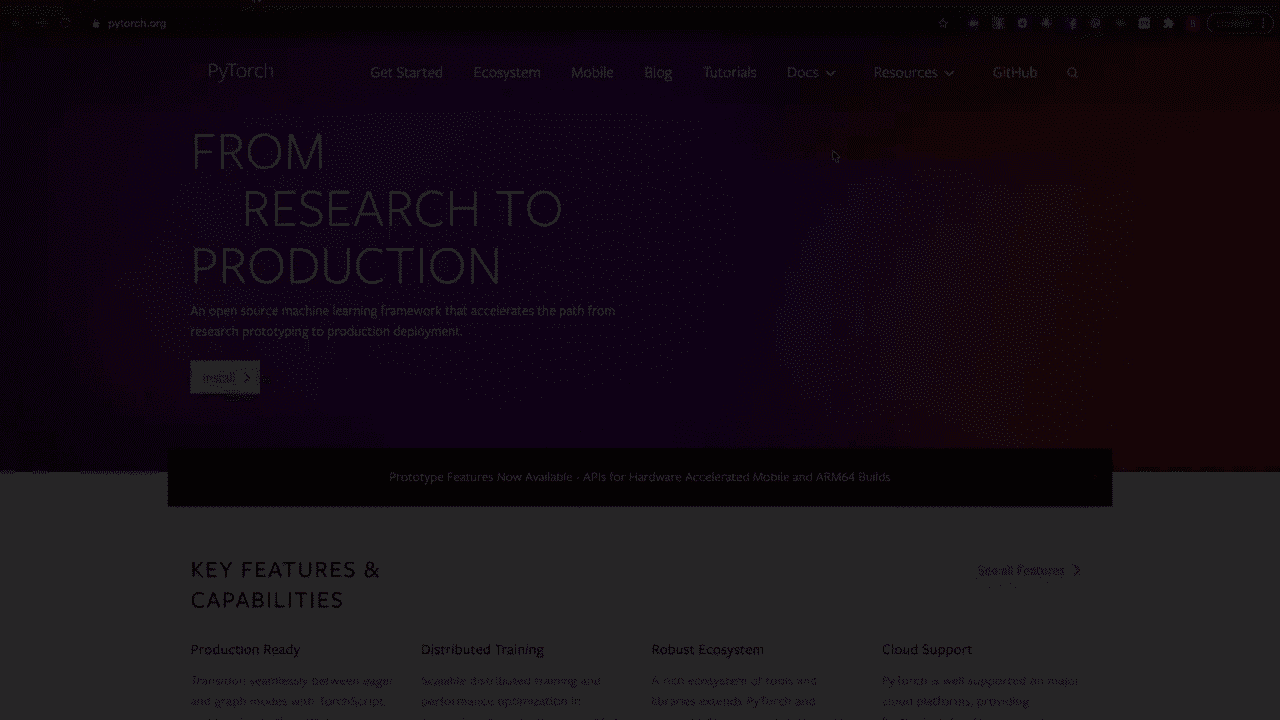 pytorch.org
PyTorch
Get Started Ecosystem Mobile Blog Tutorials Docs Resources GitHub
FROM
RESEARCH TO
PRODUCTION
An open source machine learning framework that accelerates the path from
research prototyping to production deployment.
Install
Prototype Features Now Available - APIs for Hardware Accelerated Mobile and ARM64 Builds
KEY FEATURES &
CAPABILITIES
See all Features
Production Ready
Transition seamlessly between eager
and graph modes with TorchScript,
Distributed Training
Scalable distributed training and
performance optimization in
Robust Ecosystem
A rich ecosystem of tools and
libraries extends PyTorch and
Cloud Support
PyTorch is well supported on major
cloud platforms, providing